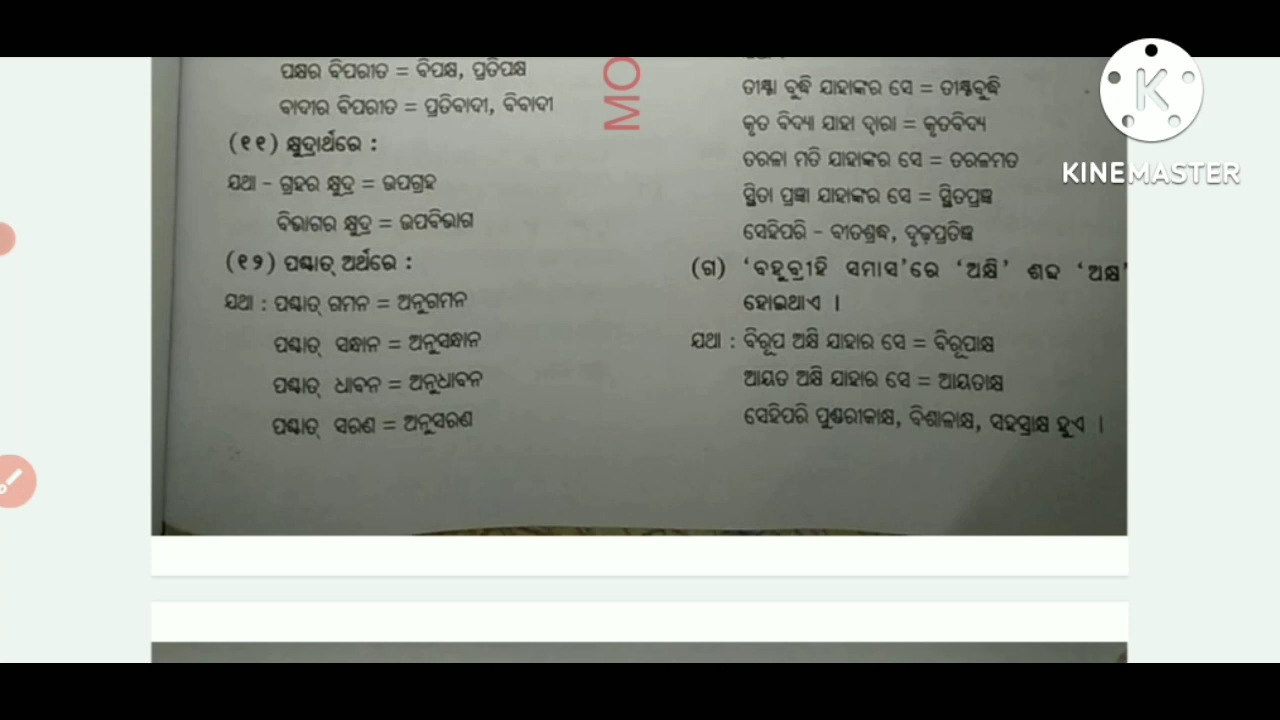 ପକ୍ଷର ବିପରୀତ = ବିପକ୍ଷ, ପ୍ରତିପକ୍ଷ
ବାଦୀର ବିପରୀତ = ପ୍ରତିବାଦୀ, ବିବାଦୀ
(୧୧) କ୍ଷୁଦ୍ରାର୍ଥରେ :
ଯଥା - ଗ୍ରହର କ୍ଷୁଦ୍ର = ଉପଗ୍ରହ
ବିଭାଗର କ୍ଷୁଦ୍ର = ଉପବିଭାଗ
(୧୨) ପଶ୍ଚାତ୍ ଅର୍ଥରେ :
ଯଥା : ପଶ୍ଚାତ୍ ଗମନ = ଅନୁଗମନ
ପଶ୍ଚାତ୍ ସନ୍ଧାନ = ଅନୁସନ୍ଧାନ
ପଶ୍ଚାତ୍ ଧାବନ = ଅନୁଧାବନ
ପଶ୍ଚାତ୍ ସରଣ = ଅନୁସରଣ
MO
ତୀକ୍ଷ୍ଣା ବୁଦ୍ଧି ଯାହାଙ୍କର ସେ = ତୀକ୍ଷ୍ଣବୁଦ୍ଧି
କୃତ ବିଦ୍ୟା ଯାହା ଦ୍ୱାରା = କୃତବିଦ୍ୟ
ତରଳା ମତି ଯାହାଙ୍କର ସେ = ତରଳମତ
ସ୍ଥିତା ପ୍ରଜ୍ଞା ଯାହାଙ୍କର ସେ = ସ୍ଥିତପ୍ରଜ୍ଞ
ସେହିପରି - ବୀତଶ୍ରଦ୍ଧ, ଦୃଢ଼ପ୍ରତିଜ୍ଞ
(ଗ) ‘ବହୁବ୍ରୀହି ସମାସ’ରେ ‘ଅକ୍ଷି’ ଶବ୍ଦ ‘ଅକ୍ଷ’
ହୋଇଥାଏ ।
ଯଥା : ବିରୂପ ଅକ୍ଷି ଯାହାର ସେ = ବିରୂପାକ୍ଷ
ଆୟତ ଅକ୍ଷି ଯାହାର ସେ = ଆୟତାକ୍ଷ
ସେହିପରି ପୁଣ୍ଡରୀକାକ୍ଷ, ବିଶାଳାକ୍ଷ, ସହସ୍ରାକ୍ଷ ହୁଏ ।
K
KINEMASTER